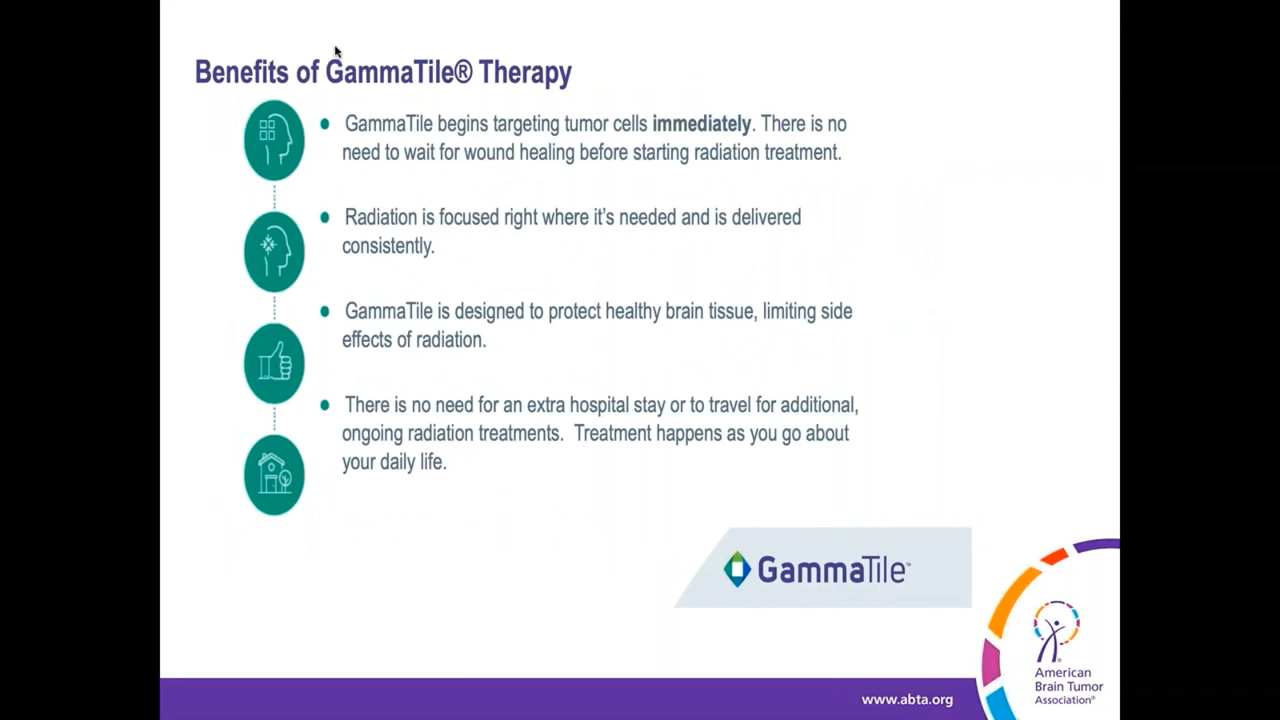 Benefits of GammaTile® Therapy
● GammaTile begins targeting tumor cells immediately. There is no
need to wait for wound healing before starting radiation treatment.
● Radiation is focused right where it's needed and is delivered
consistently.
● GammaTile is designed to protect healthy brain tissue, limiting side
effects of radiation.
● There is no need for an extra hospital stay or to travel for additional,
ongoing radiation treatments.  Treatment happens as you go about
your daily life.
GammaTile™
American
Brain Tumor
Association®
www.abta.org